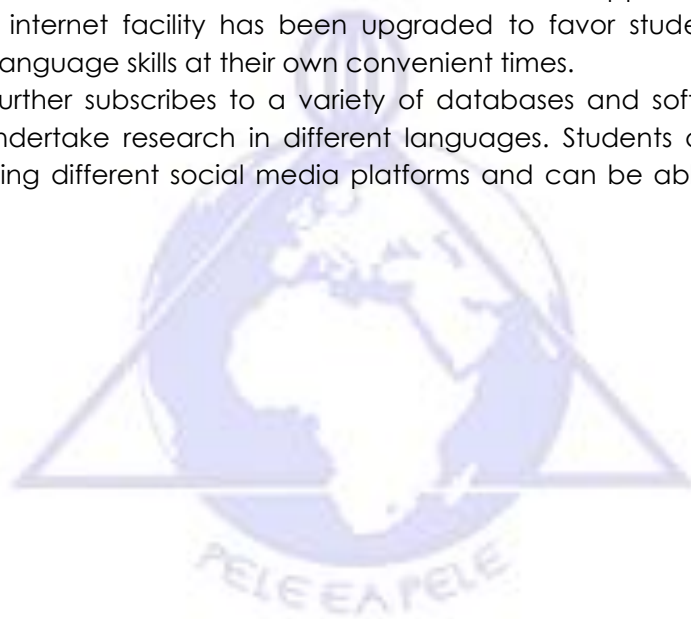 internet facility has been upgraded to favor stude
anguage skills at their own convenient times.
urther subscribes to a variety of databases and soft
ndertake research in different languages. Students
ing different social media platforms and can be ab
PELE EA PELE